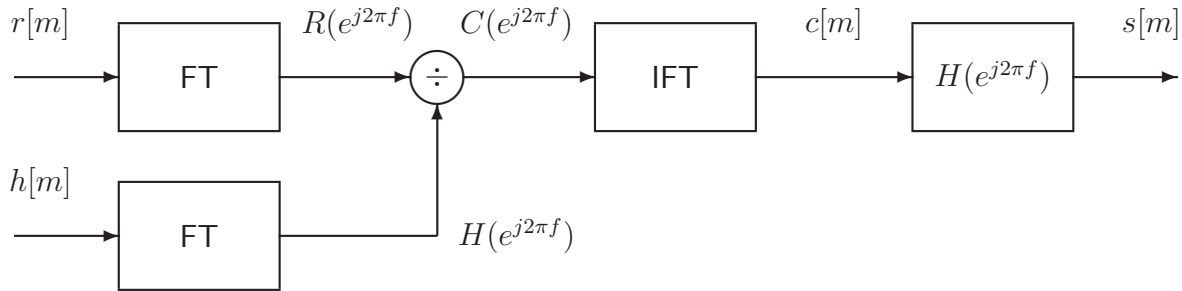 r[m] R(e^{j2πf}) C(e^{j2πf}) c[m] s[m]
FT ÷ IFT H(e^{j2πf})
h[m]
FT H(e^{j2πf})